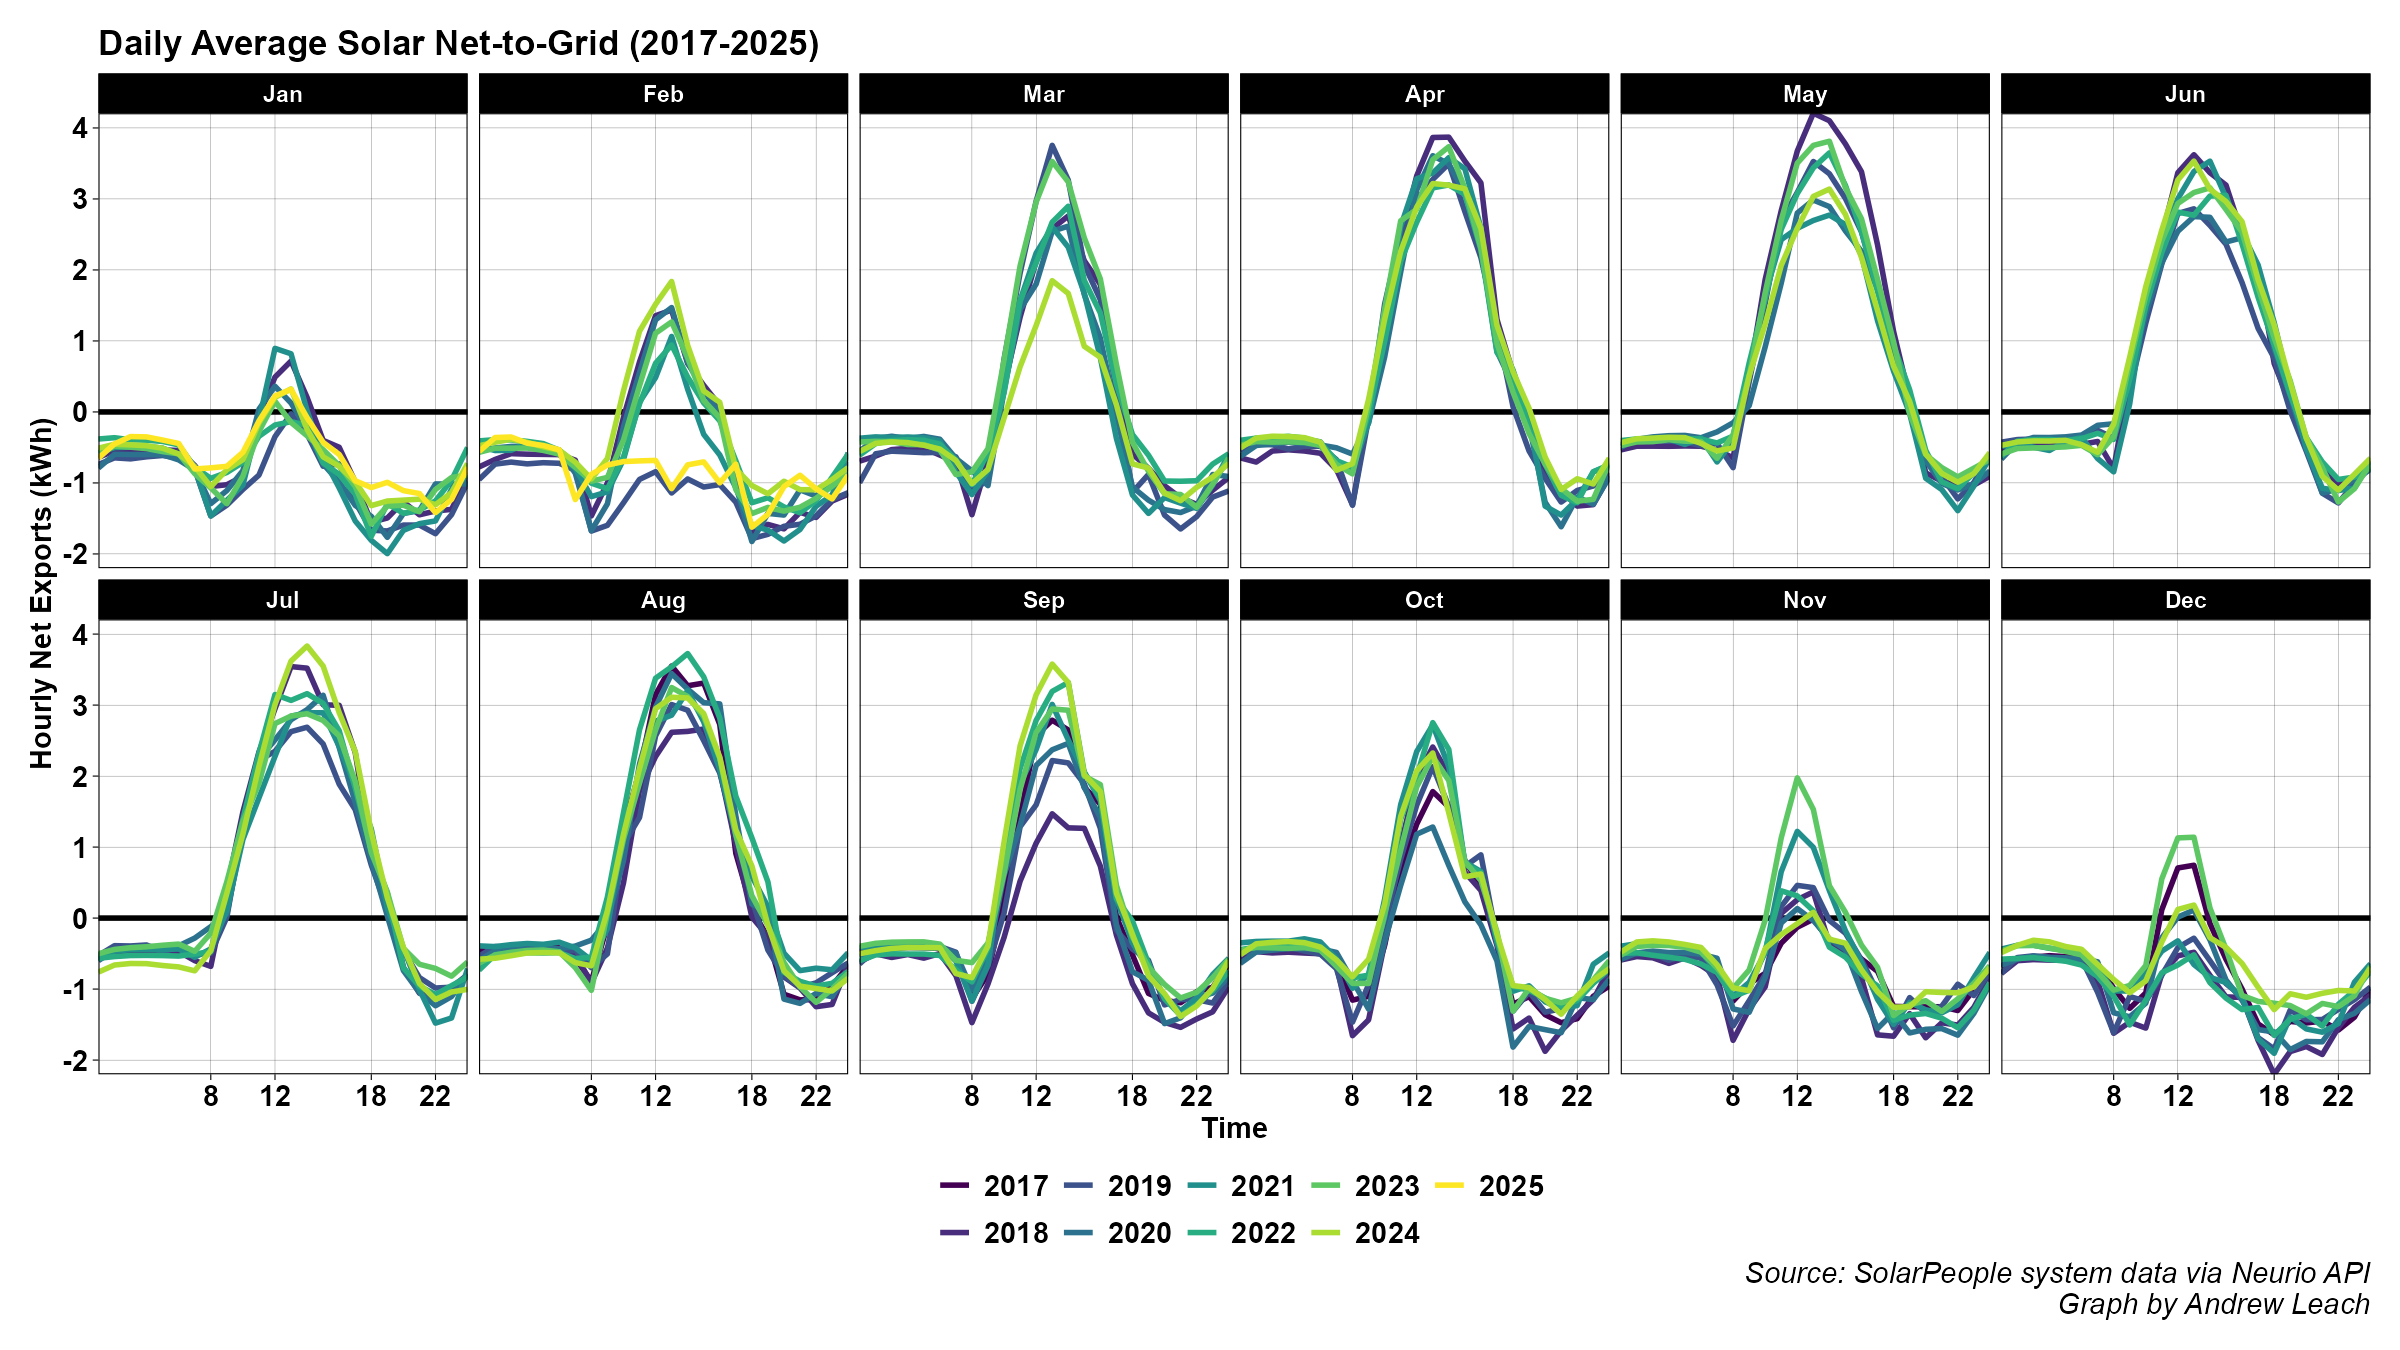 Daily Average Solar Net-to-Grid (2017-2025)
Jan Feb Mar Apr May Jun
4
3
2
1
0
-1
-2
Hourly Net Exports (kWh)
Jul Aug Sep Oct Nov Dec
4
3
2
1
0
-1
-2
8 12 18 22 8 12 18 22 8 12 18 22 8 12 18 22 8 12 18 22 8 12 18 22
Time
2017 2019 2021 2023 2025
2018 2020 2022 2024
Source: SolarPeople system data via Neurio API
Graph by Andrew Leach